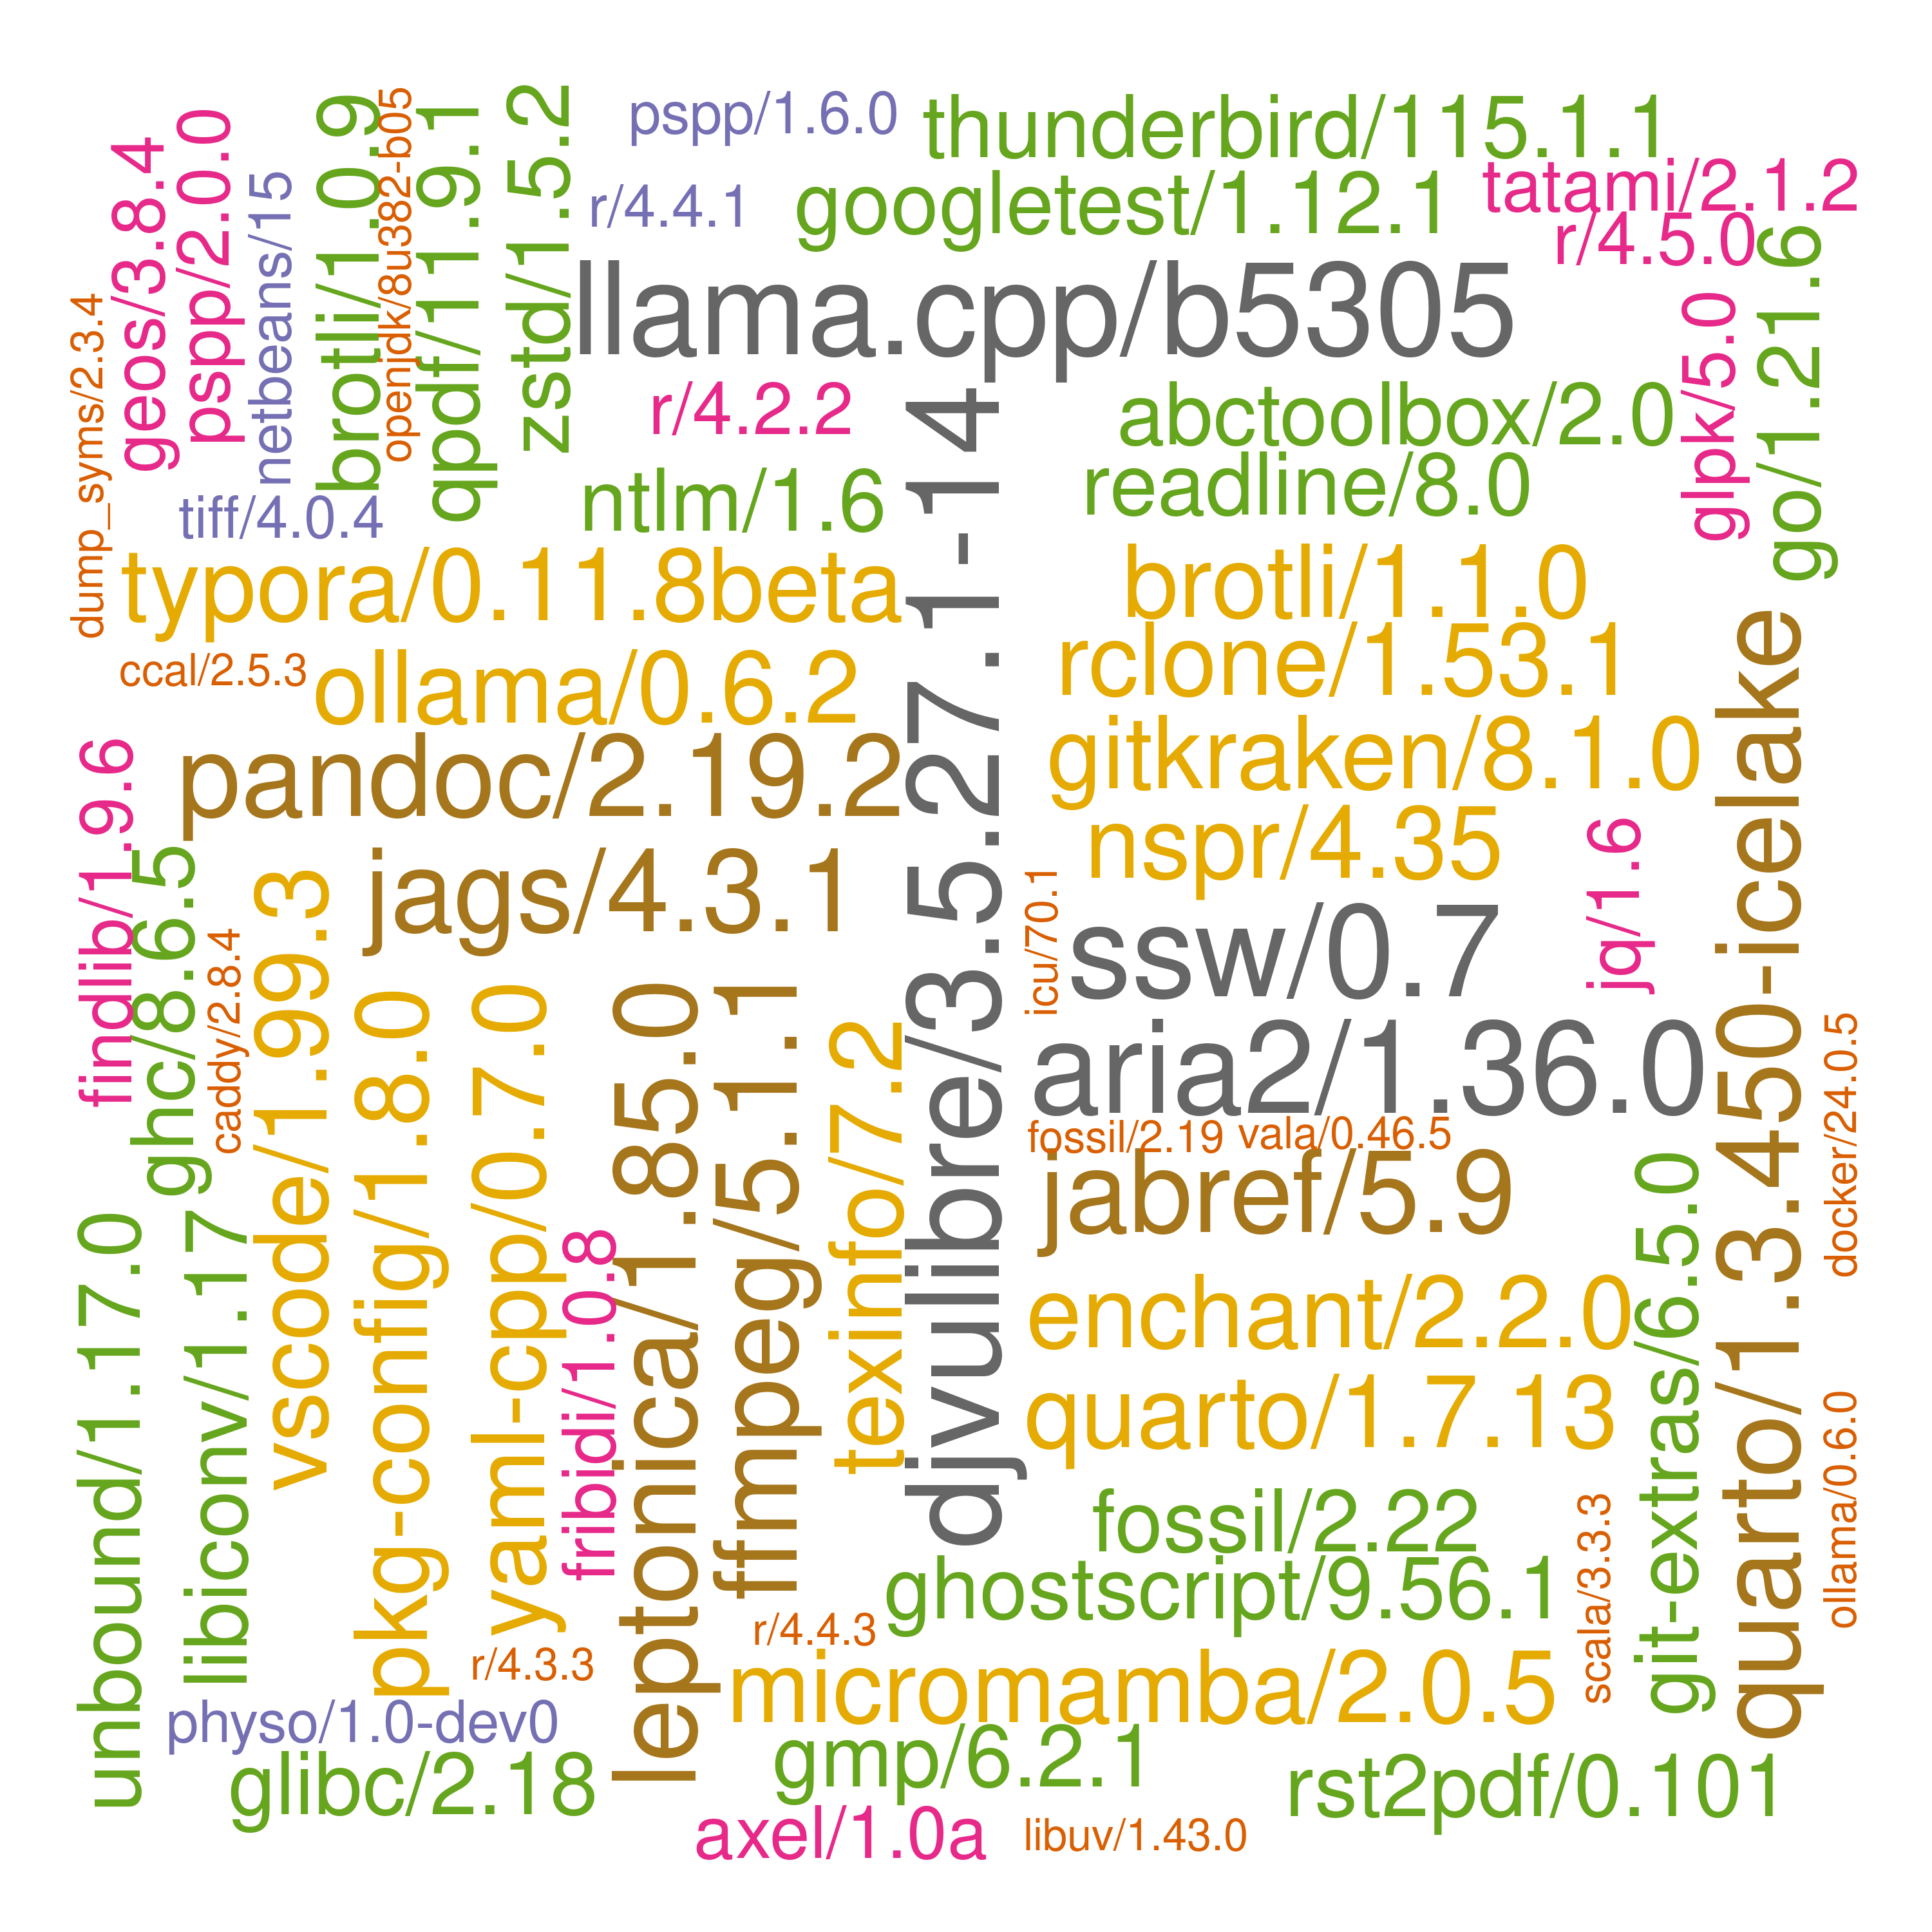 pspp/1.6.0
thunderbird/115.1.1
r/4.4.1
googletest/1.12.1
tatami/2.1.2
r/4.5.0
geos/3.8.4
pspp/2.0.0
netbeans/15
brotli/1.0.9
openjdk/8u382-b05
qpdf/11.9.1
zstd/1.5.2
llama.cpp/b5305
dump_syms/2.3.4
r/4.2.2
abctoolbox/2.0
glpk/5.0
go/1.21.6
tiff/4.0.4
ntlm/1.6
readline/8.0
typora/0.11.8beta
brotli/1.1.0
ccal/2.5.3
ollama/0.6.2
rclone/1.53.1
pandoc/2.19.2
gitkraken/8.1.0
djvulibre/3.5.27.1-14
quarto/1.3.450-icelake
findlib/1.9.6
ghc/8.6.5
caddy/2.8.4
vscode/1.99.3
jags/4.3.1
nspr/4.35
icu/70.1
ssw/0.7
jq/1.6
pkg-config/1.8.0
yaml-cpp/0.7.0
leptonica/1.85.0
ffmpeg/5.1.1
texinfo/7.2
aria2/1.36.0
docker/24.0.5
fossil/2.19
vala/0.46.5
jabref/5.9
unbound/1.17.0
libiconv/1.17
fribidi/1.0.8
enchant/2.2.0
git-extras/6.5.0
quarto/1.7.13
ollama/0.6.0
fossil/2.22
scala/3.3.3
ghostscript/9.56.1
r/4.4.3
r/4.3.3
micromamba/2.0.5
physo/1.0-dev0
gmp/6.2.1
glibc/2.18
rst2pdf/0.101
axel/1.0a
libuv/1.43.0